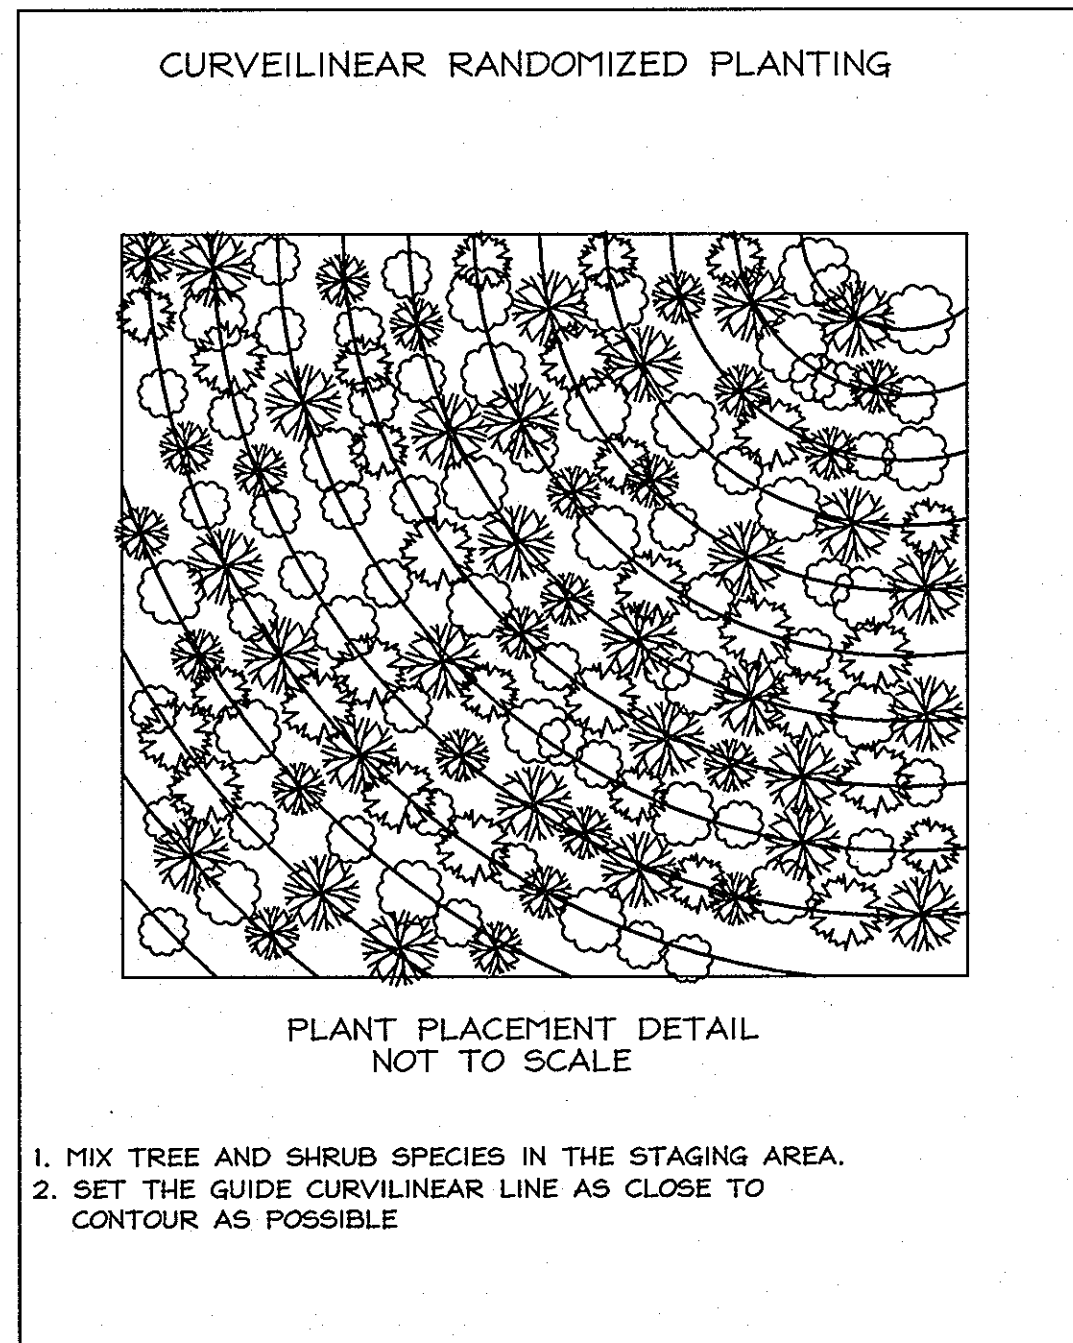 CURVEILINEAR RANDOMIZED PLANTING
PLANT PLACEMENT DETAIL
NOT TO SCALE
1. MIX TREE AND SHRUB SPECIES IN THE STAGING AREA.
2. SET THE GUIDE CURVILINEAR LINE AS CLOSE TO
CONTOUR AS POSSIBLE